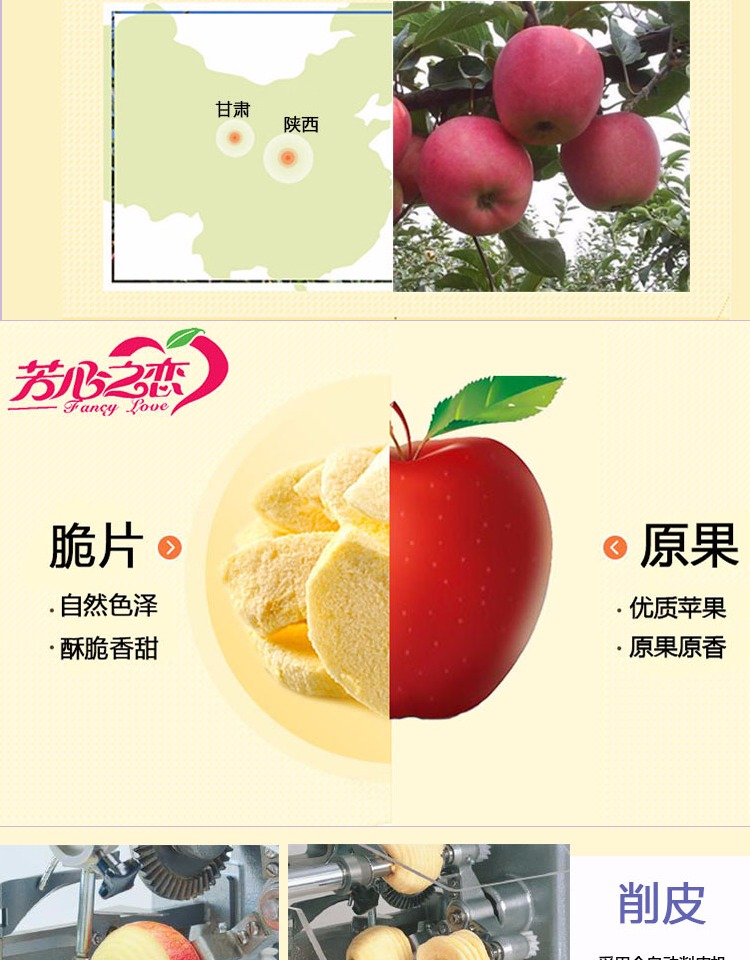 甘肃
陕西
芳心之恋
Fancy Love
脆片
· 自然色泽
· 酥脆香甜
原果
· 优质苹果
· 原果原香
削皮